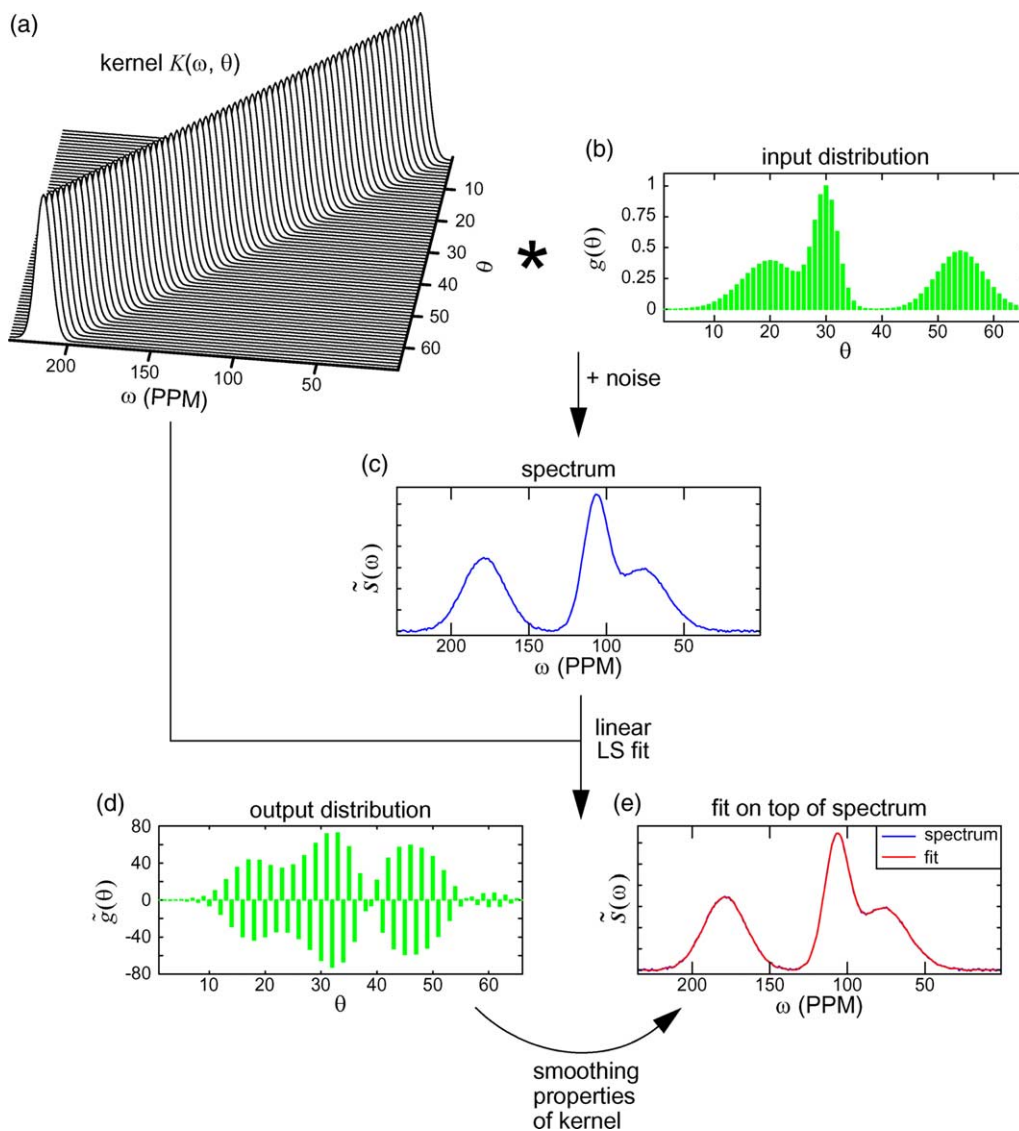 (a)
kernel K(ω, θ)
10
20
30
40
50
60
θ
200
150
100
50
ω (PPM)
*
(b)
input distribution
1
0.75
0.5
0.25
0
g(θ)
10 20 30 40 50 60
θ
+ noise
(c)
spectrum
s̃(ω)
200 150 100 50
ω (PPM)
linear
LS fit
(d)
output distribution
80
40
0
-40
-80
g̃(θ)
10 20 30 40 50 60
θ
(e)
fit on top of spectrum
spectrum
fit
s̃(ω)
200 150 100 50
ω (PPM)
smoothing
properties
of kernel